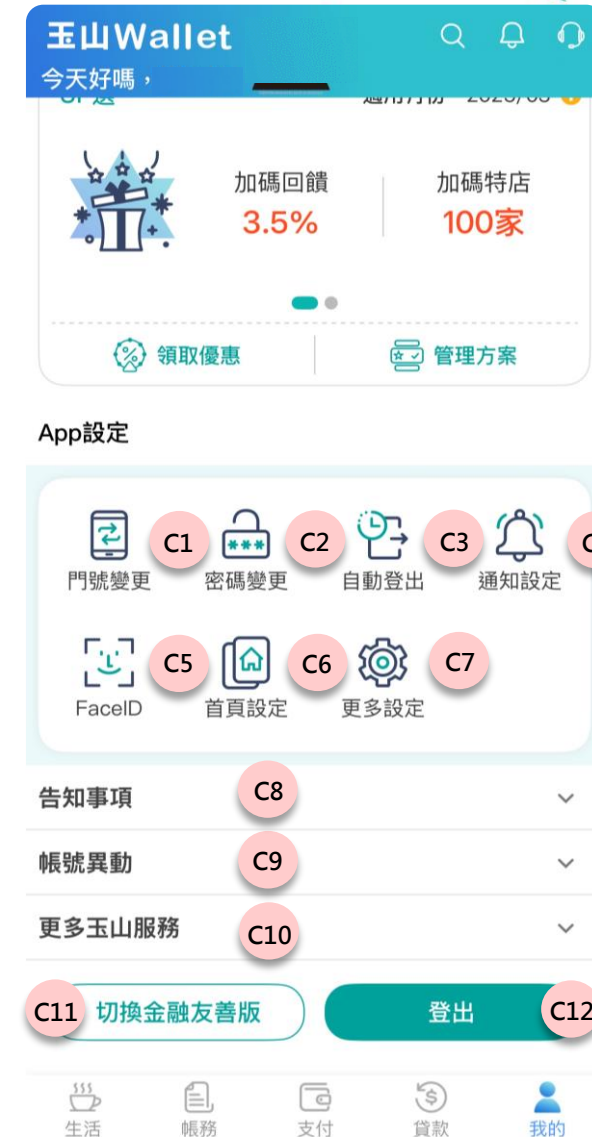 玉山Wallet
今天好嗎，
加碼回饋 加碼特店
3.5% 100家
領取優惠 管理方案
App設定
C1 C2 C3
門號變更 密碼變更 自動登出 通知設定
***
C5 C6 C7
FaceID 首頁設定 更多設定
告知事項 C8
帳號異動 C9
更多玉山服務 C10
C11 切換金融友善版 登出 C12
生活 帳務 支付 貸款 我的